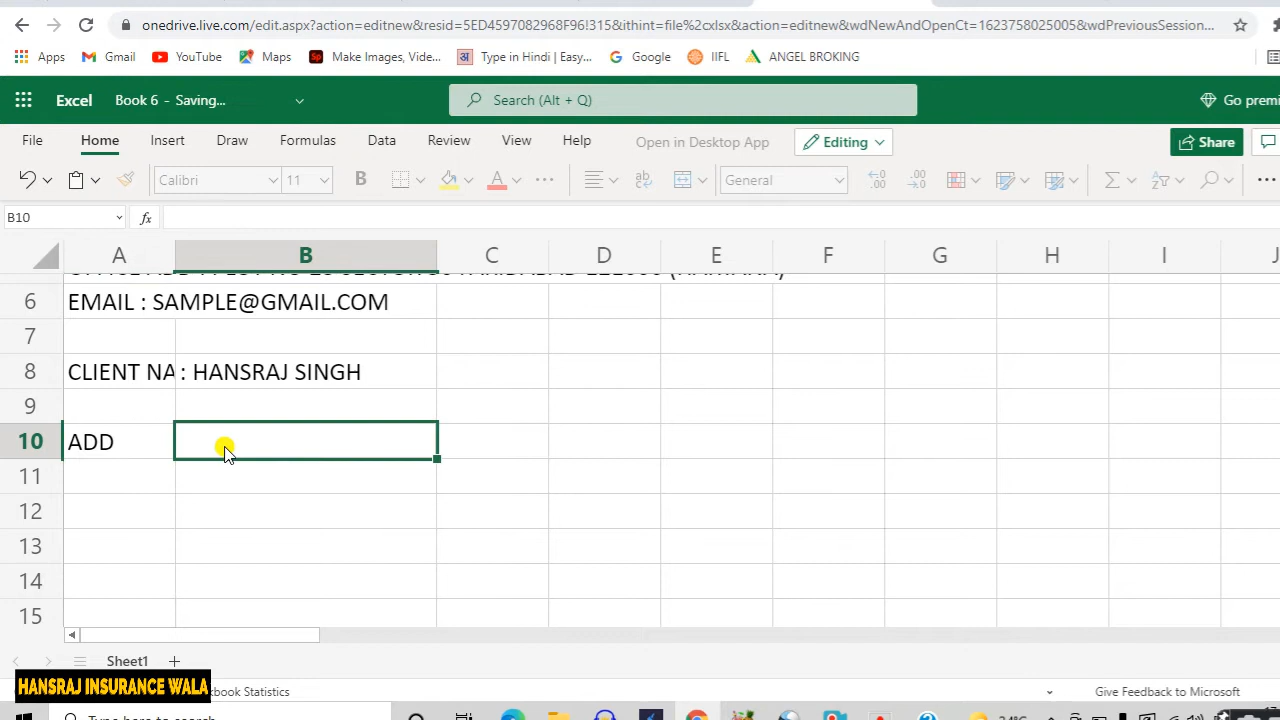 onedrive.live.com/edit.aspx?action=editnew&resid=5ED4597082968F96!315&ithint=file%2cxlsx&action=editnew&wdNewAndOpenCt=1623758025005&wdPreviousSession...
Apps Gmail YouTube Maps Make Images, Vide... Type in Hindi | Easy... Google IIFL ANGEL BROKING
Excel Book 6 - Saving... Search (Alt + Q) Go premi
File Home Insert Draw Formulas Data Review View Help Open in Desktop App Editing Share
Calibri 11 B A General
B10 fx
A B C D E F G H I J
6 EMAIL : SAMPLE@GMAIL.COM
7
8 CLIENT NA : HANSRAJ SINGH
9
10 ADD
11
12
13
14
15
Sheet1
HANSRAJ INSURANCE WALA
kbook Statistics Give Feedback to Microsoft
Type here to search